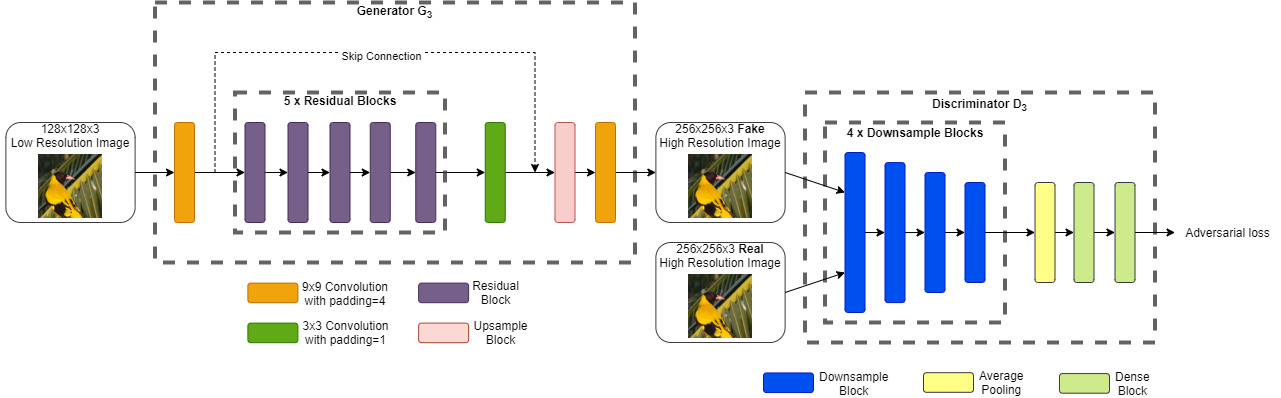 Generator G3
Skip Connection
5 x Residual Blocks
128x128x3
Low Resolution Image
256x256x3 Fake
High Resolution Image
256x256x3 Real
High Resolution Image
Discriminator D3
4 x Downsample Blocks
Adversarial loss
9x9 Convolution
with padding=4
Residual
Block
3x3 Convolution
with padding=1
Upsample
Block
Downsample
Block
Average
Pooling
Dense
Block